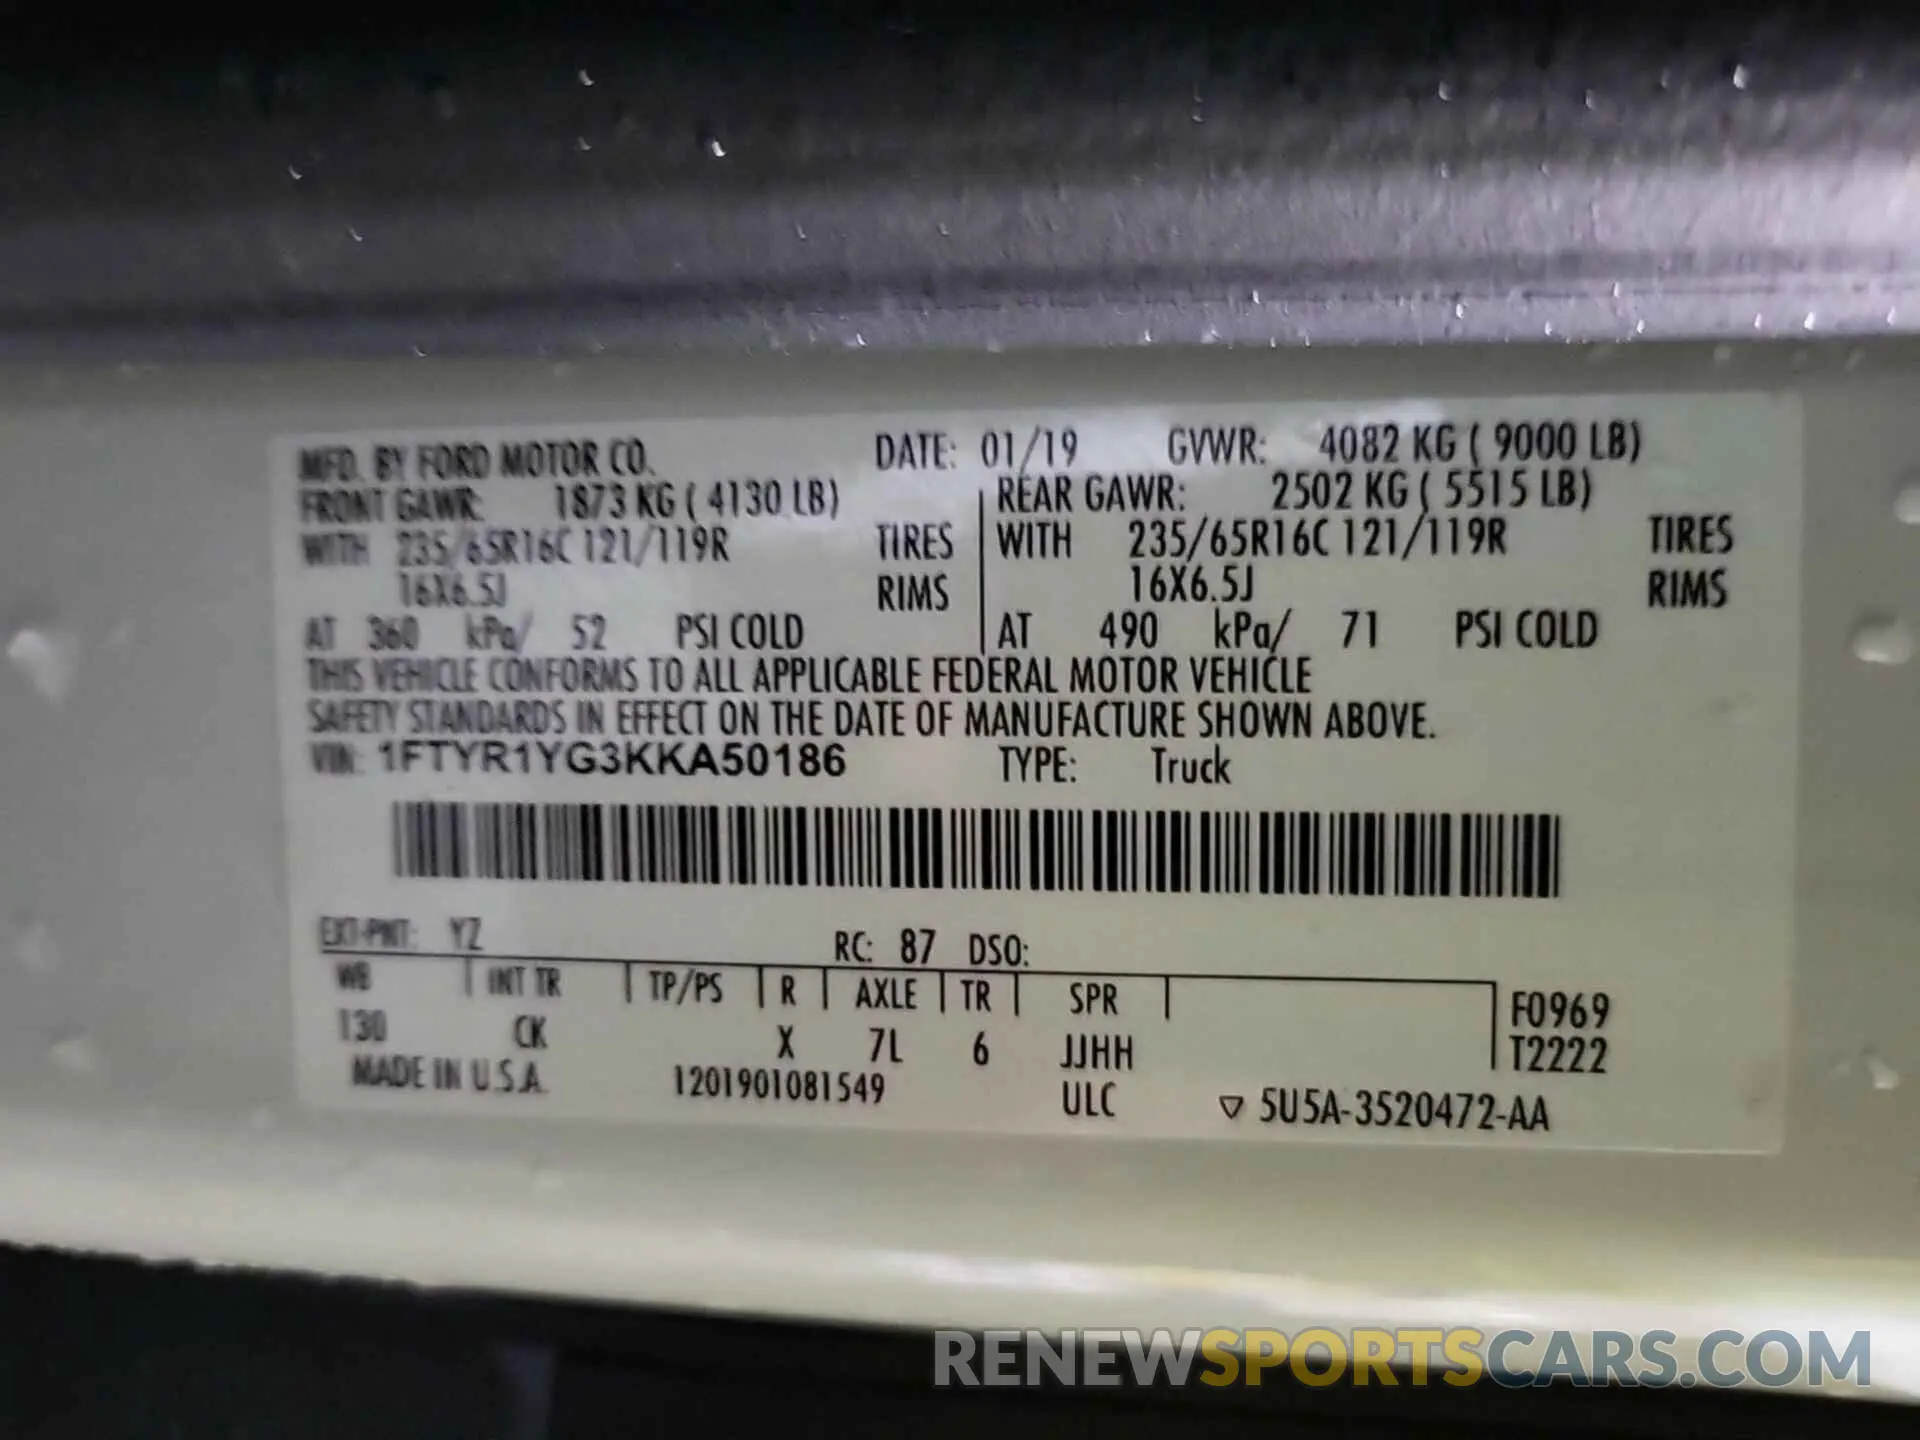 MFD. BY FORD MOTOR CO. DATE: 01/19 GVWR: 4082 KG ( 9000 LB)
FRONT GAWR: 1873 KG ( 4130 LB) REAR GAWR: 2502 KG ( 5515 LB)
WITH 235/65R16C 121/119R TIRES WITH 235/65R16C 121/119R TIRES
16X6.5J RIMS 16X6.5J RIMS
AT 360 kPa/ 52 PSI COLD AT 490 kPa/ 71 PSI COLD
THIS VEHICLE CONFORMS TO ALL APPLICABLE FEDERAL MOTOR VEHICLE
SAFETY STANDARDS IN EFFECT ON THE DATE OF MANUFACTURE SHOWN ABOVE.
VIN: 1FTYR1YG3KKA50186 TYPE: Truck
EXT-PNT: YZ RC: 87 DSO:
WB INT TR TP/PS R AXLE TR SPR F0969
130 CK X 7L 6 JJHH T2222
MADE IN U.S.A. 1201901081549 ULC ▽ 5U5A-3520472-AA
RENEWSPORTSCARS.COM